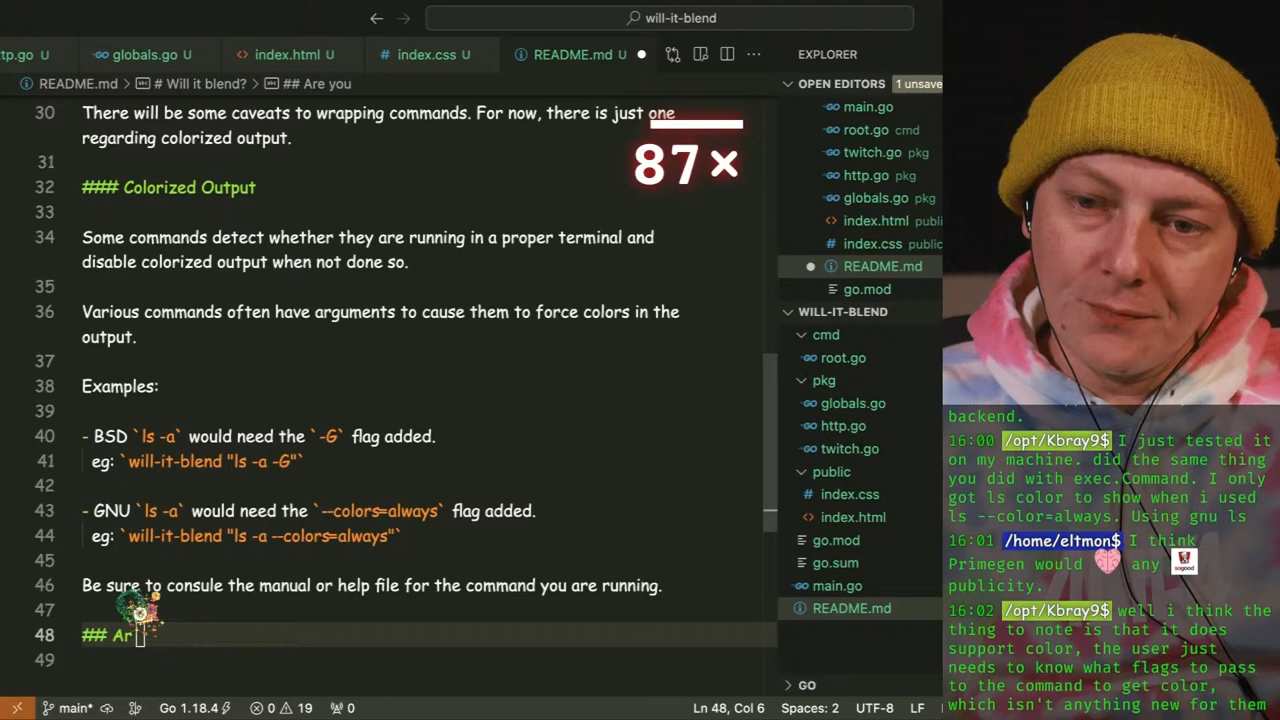 will-it-blend
tp.go U
globals.go U
index.html U
index.css U
README.md U
EXPLORER
README.md > # Will it blend? > ## Are you
OPEN EDITORS
1 unsave
30 There will be some caveats to wrapping commands. For now, there is just one
regarding colorized output.
31
32 #### Colorized Output
33
34 Some commands detect whether they are running in a proper terminal and
disable colorized output when not done so.
35
36 Various commands often have arguments to cause them to force colors in the
output.
37
38 Examples:
39
40 - BSD `ls -a` would need the `-G` flag added.
41 eg: `will-it-blend "ls -a -G"`
42
43 - GNU `ls -a` would need the `--colors=always` flag added.
44 eg: `will-it-blend "ls -a --colors=always"`
45
46 Be sure to consule the manual or help file for the command you are running.
47
48 ## Ar
49
87×
main.go
root.go cmd
twitch.go pkg
http.go pkg
globals.go pkg
index.html public
index.css public
README.md
go.mod
WILL-IT-BLEND
cmd
root.go
pkg
globals.go
http.go
twitch.go
public
index.css
index.html
go.mod
go.sum
main.go
README.md
GO
backend.
16:00 /opt/Kbray9$ I just tested it
on my machine. did the same thing
you did with exec.Command. I only
got ls color to show when i used
ls --color=always. Using gnu ls
16:01 /home/eltmon$ I think
Primegen would any
sogood
publicity.
16:02 /opt/Kbray9$ well i think the
thing to note is that it does
support color, the user just
needs to know what flags to pass
to the command to get color,
which isn't anything new for them
main*
Go 1.18.4
0
19
0
Ln 48, Col 6
Spaces: 2
UTF-8
LF